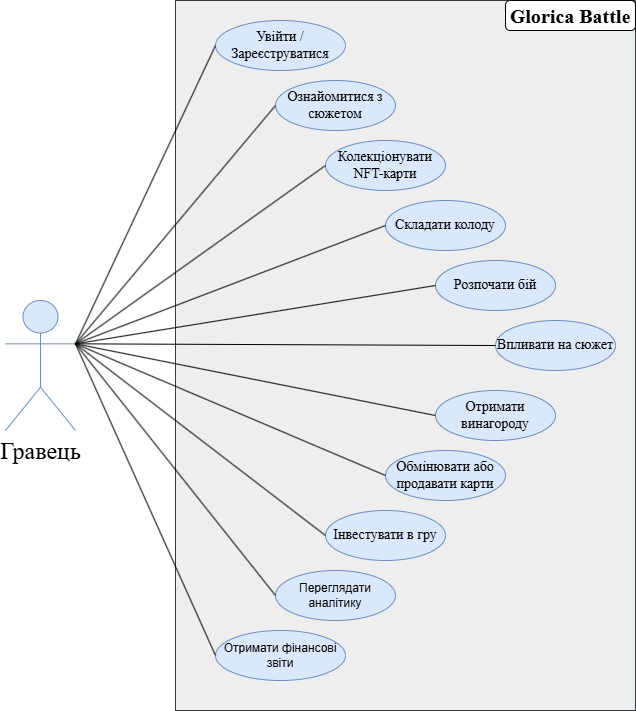 Glorica Battle
Увійти /
Зареєструватися
Ознайомитися з
сюжетом
Колекціонувати
NFT-карти
Складати колоду
Розпочати бій
Впливати на сюжет
Отримати
винагороду
Обмінювати або
продавати карти
Інвестувати в гру
Переглядати
аналітику
Отримати фінансові
звіти
Гравець